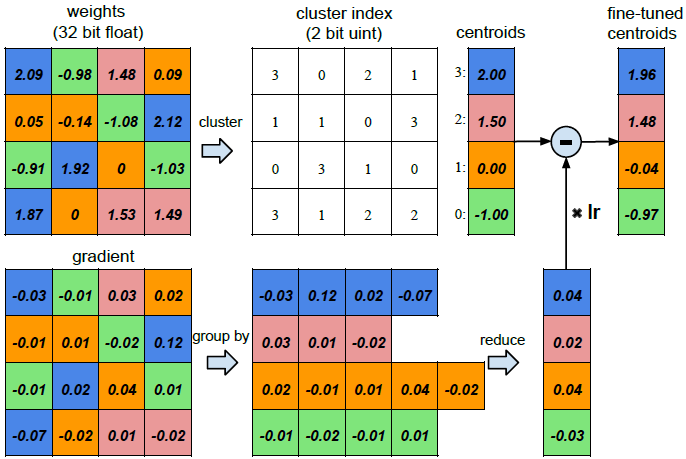 weights
(32 bit float)
cluster index
(2 bit uint)
centroids
fine-tuned
centroids
2.09 -0.98 1.48 0.09
3 0 2 1
3: 2.00
1.96
0.05 -0.14 -1.08 2.12
cluster
1 1 0 3
2: 1.50
1.48
-0.91 1.92 0 -1.03
0 3 1 0
1: 0.00
-0.04
1.87 0 1.53 1.49
3 1 2 2
0: -1.00
× lr
-0.97
gradient
-0.03 -0.01 0.03 0.02
-0.03 0.12 0.02 -0.07
0.04
-0.01 0.01 -0.02 0.12
group by
0.03 0.01 -0.02
reduce
0.02
-0.01 0.02 0.04 0.01
0.02 -0.01 0.01 0.04 -0.02
0.04
-0.07 -0.02 0.01 -0.02
-0.01 -0.02 -0.01 0.01
-0.03